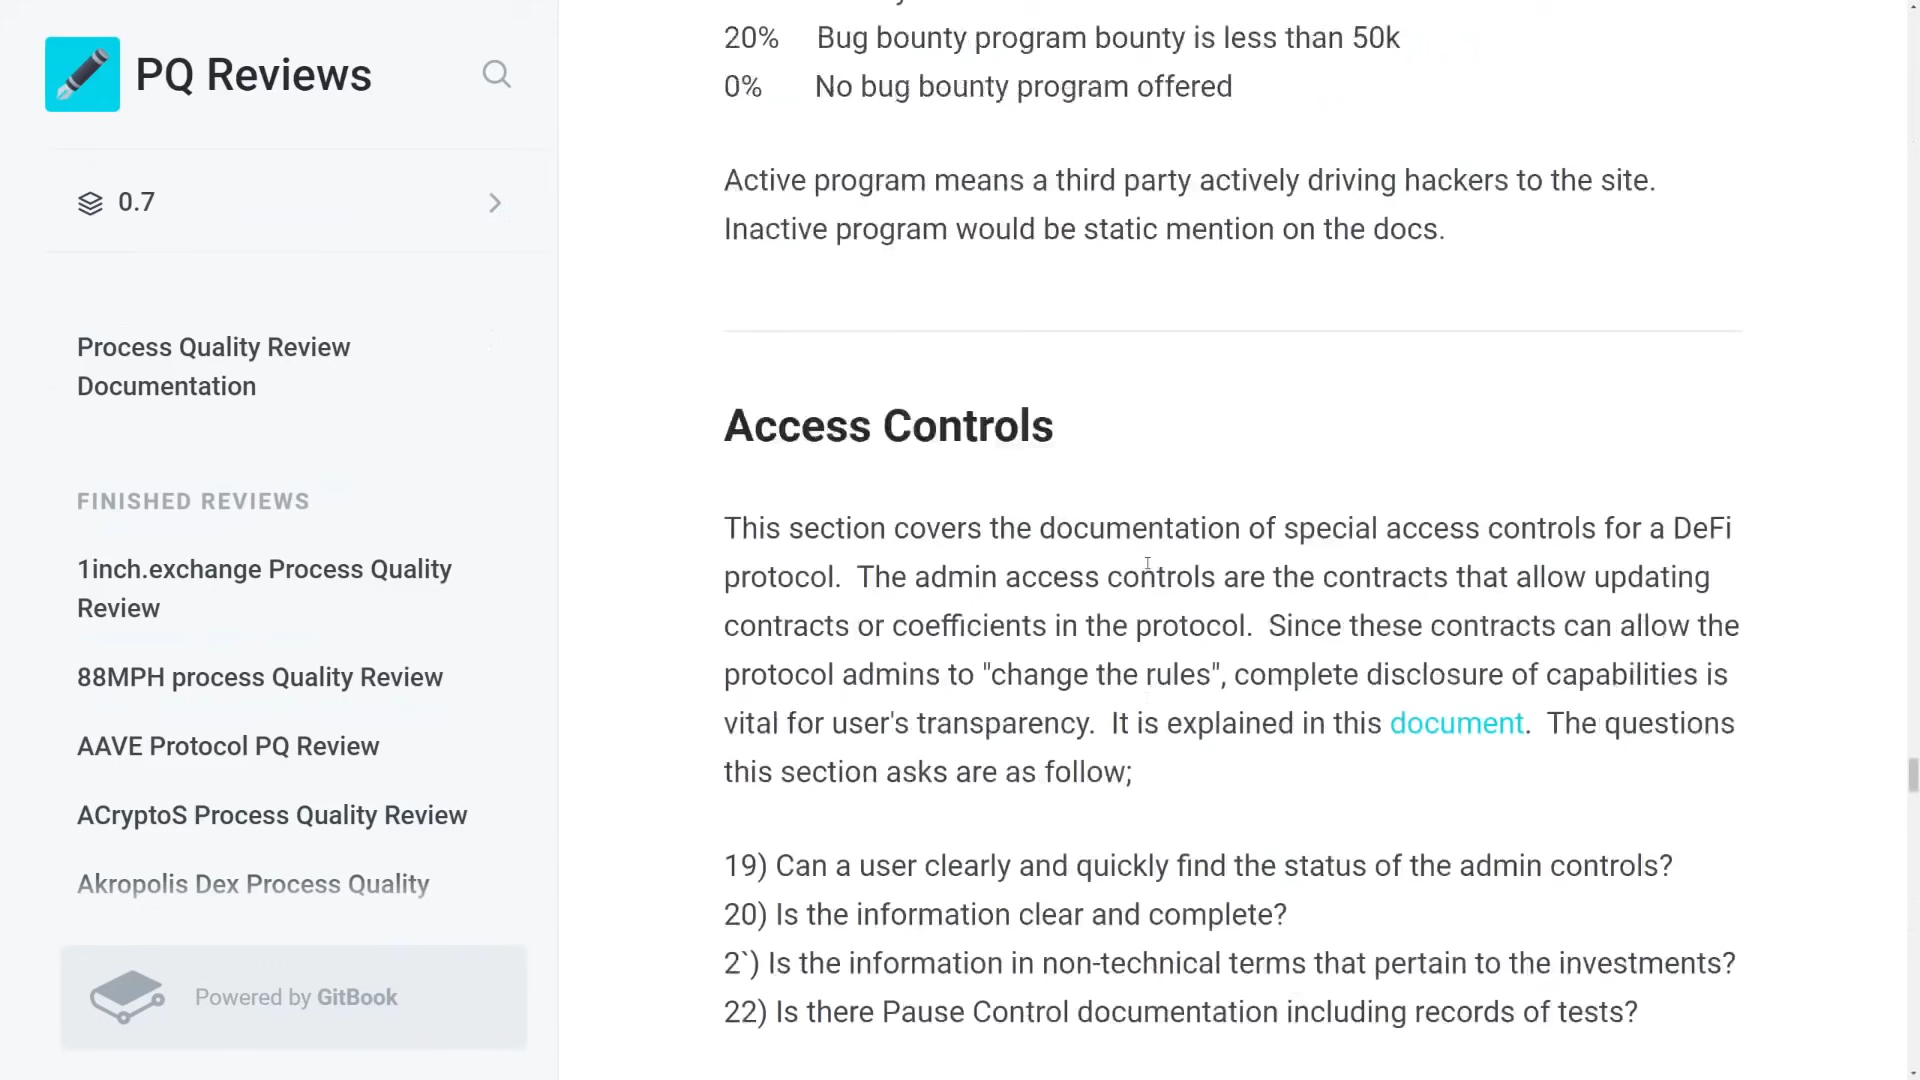 PQ Reviews
0.7
Process Quality Review
Documentation
FINISHED REVIEWS
1inch.exchange Process Quality
Review
88MPH process Quality Review
AAVE Protocol PQ Review
ACryptoS Process Quality Review
Akropolis Dex Process Quality
Powered by GitBook
20% Bug bounty program bounty is less than 50k
0% No bug bounty program offered
Active program means a third party actively driving hackers to the site.
Inactive program would be static mention on the docs.
Access Controls
This section covers the documentation of special access controls for a DeFi
protocol.  The admin access controls are the contracts that allow updating
contracts or coefficients in the protocol.  Since these contracts can allow the
protocol admins to "change the rules", complete disclosure of capabilities is
vital for user's transparency.  It is explained in this document.  The questions
this section asks are as follow;
19) Can a user clearly and quickly find the status of the admin controls?
20) Is the information clear and complete?
2`) Is the information in non-technical terms that pertain to the investments?
22) Is there Pause Control documentation including records of tests?